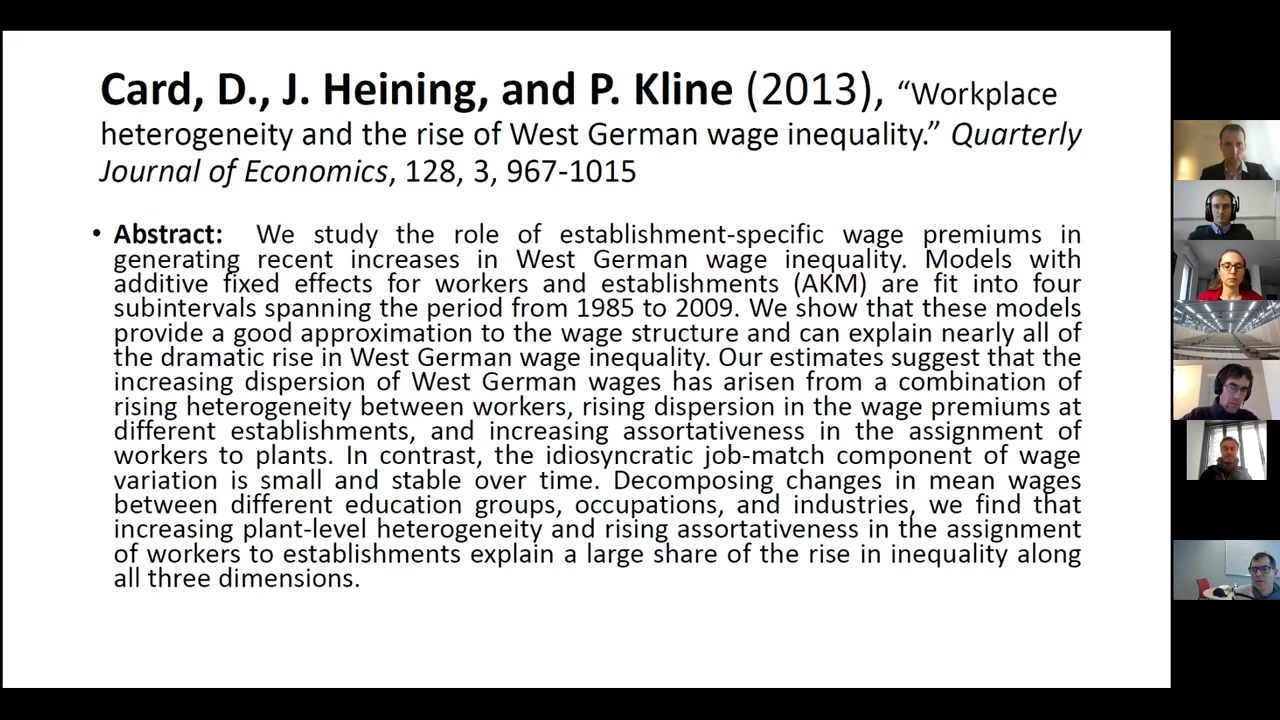 Card, D., J. Heining, and P. Kline (2013), “Workplace
heterogeneity and the rise of West German wage inequality.” Quarterly
Journal of Economics, 128, 3, 967-1015
• Abstract: We study the role of establishment-specific wage premiums in
generating recent increases in West German wage inequality. Models with
additive fixed effects for workers and establishments (AKM) are fit into four
subintervals spanning the period from 1985 to 2009. We show that these models
provide a good approximation to the wage structure and can explain nearly all of
the dramatic rise in West German wage inequality. Our estimates suggest that the
increasing dispersion of West German wages has arisen from a combination of
rising heterogeneity between workers, rising dispersion in the wage premiums at
different establishments, and increasing assortativeness in the assignment of
workers to plants. In contrast, the idiosyncratic job-match component of wage
variation is small and stable over time. Decomposing changes in mean wages
between different education groups, occupations, and industries, we find that
increasing plant-level heterogeneity and rising assortativeness in the assignment
of workers to establishments explain a large share of the rise in inequality along
all three dimensions.